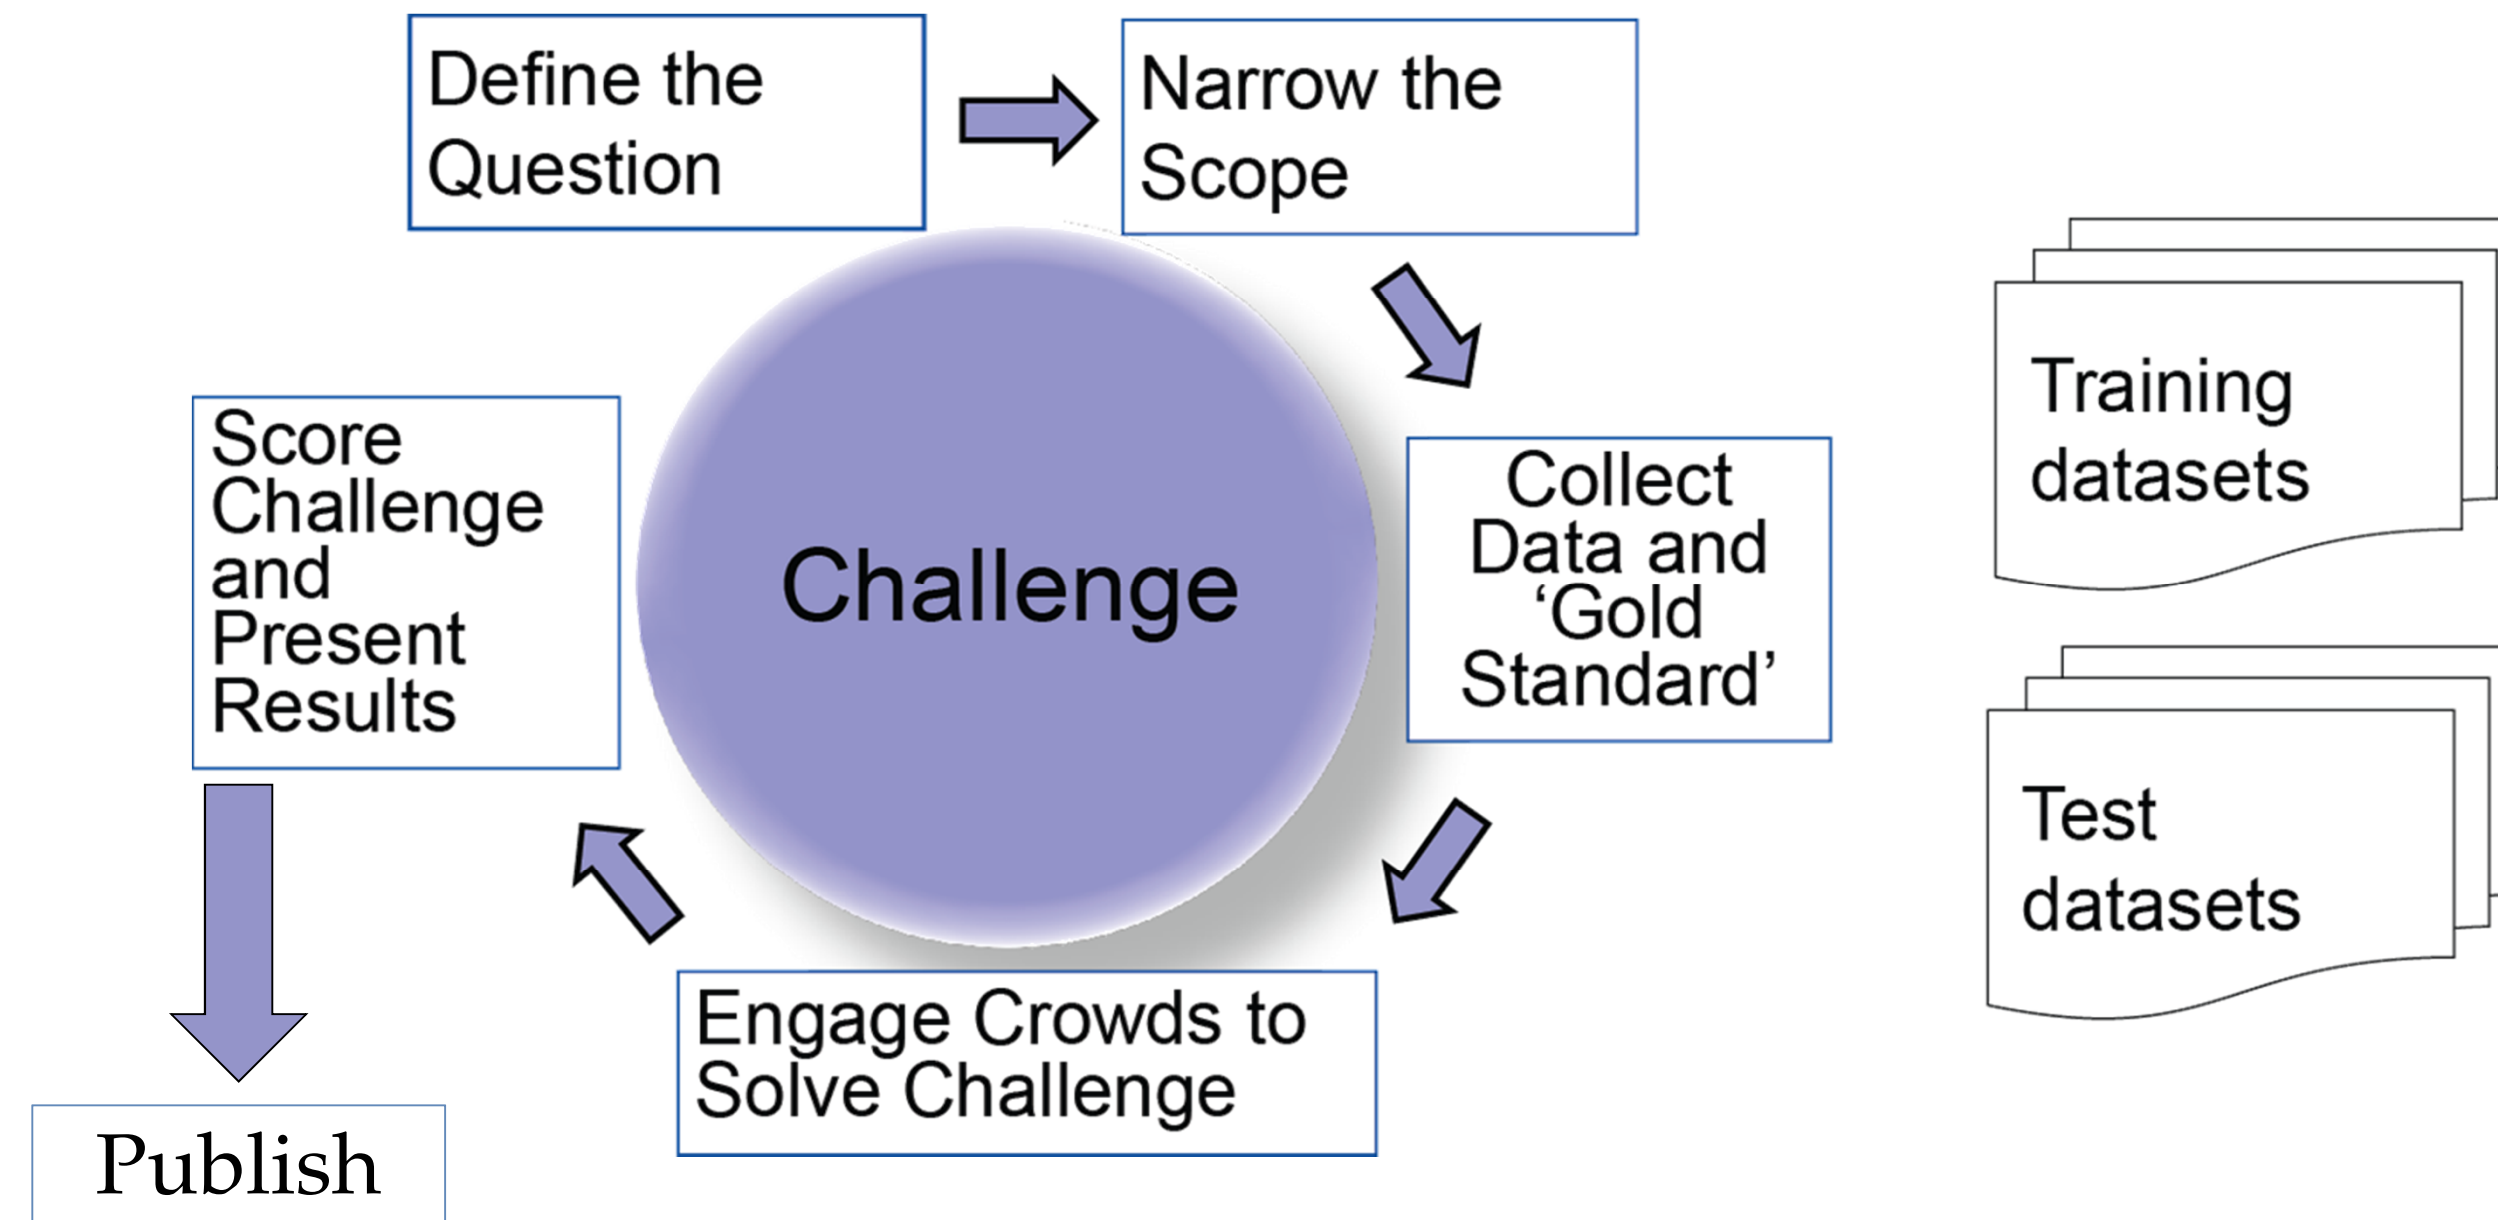 Define the
Question
Narrow the
Scope
Collect
Data and
‘Gold
Standard’
Engage Crowds to
Solve Challenge
Score
Challenge
and
Present
Results
Publish
Challenge
Training
datasets
Test
datasets